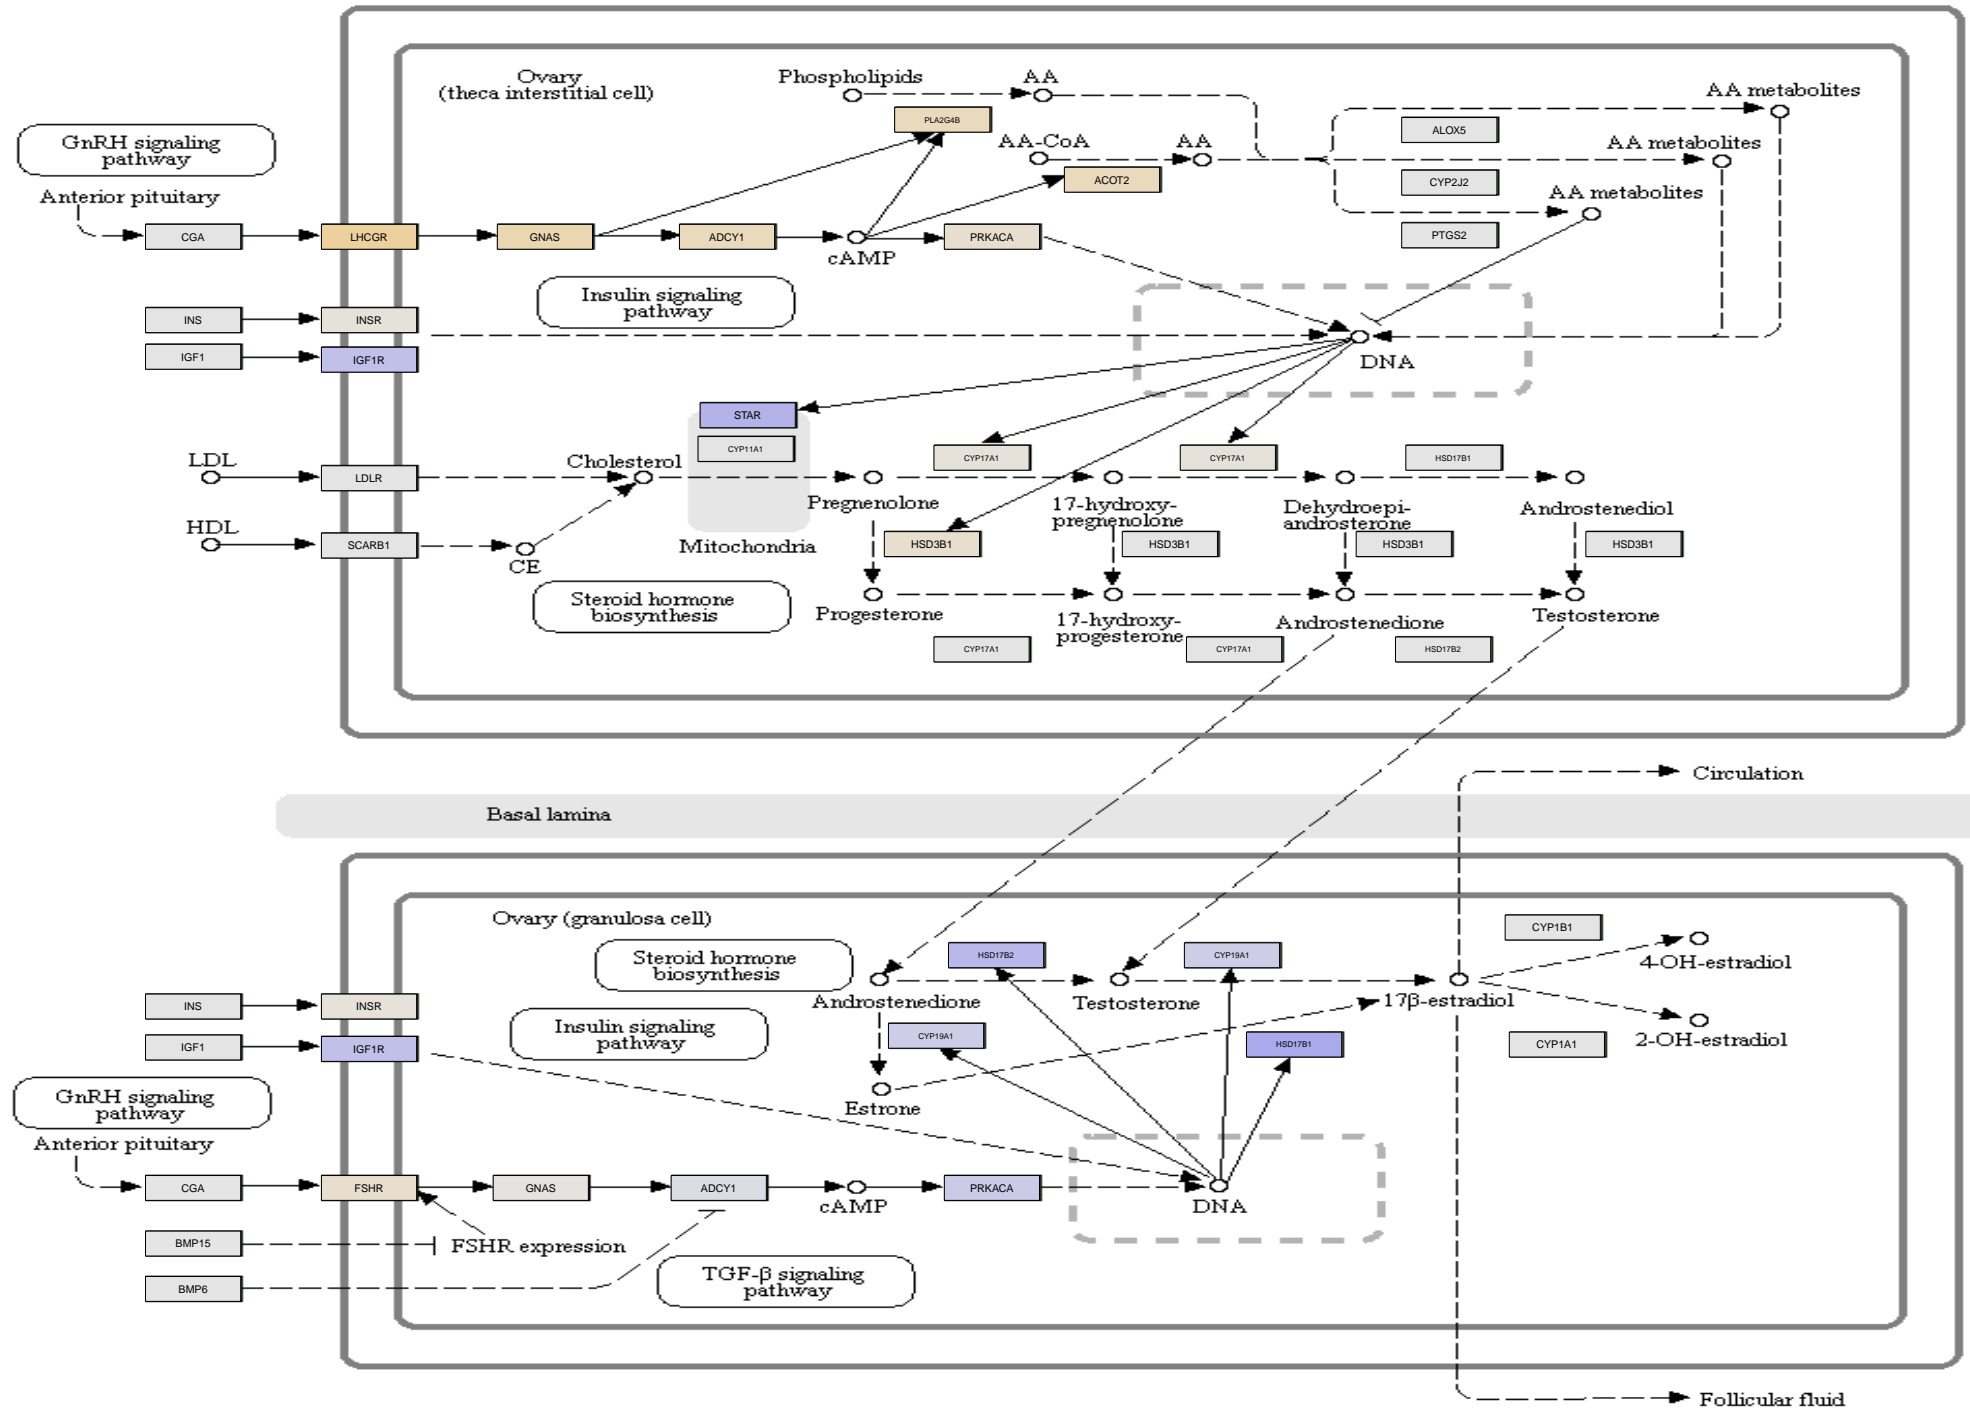 Ovary
(theca interstitial cell)
Phospholipids
AA
AA metabolites
PLA2G4B
ALOX5
GnRH signaling
pathway
AA-CoA
AA
AA metabolites
ACOT2
CYP2J2
Anterior pituitary
AA metabolites
CGA
LHCGR
GNAS
ADCY1
cAMP
PRKACA
PTGS2
Insulin signaling
pathway
INS
INSR
IGF1
IGF1R
DNA
STAR
CYP11A1
LDL
LDLR
Cholesterol
CYP17A1
CYP17A1
HSD17B1
Pregnenolone
17-hydroxy-
pregnenolone
Dehydroepi-
androsterone
Androstenediol
HDL
SCARB1
CE
Mitochondria
HSD3B1
HSD3B1
HSD3B1
HSD3B1
Steroid hormone
biosynthesis
Progesterone
17-hydroxy-
progesterone
Androstenedione
Testosterone
CYP17A1
CYP17A1
HSD17B2
Circulation
Basal lamina
Ovary (granulosa cell)
CYP1B1
Steroid hormone
biosynthesis
HSD17B2
CYP19A1
4-OH-estradiol
Androstenedione
Testosterone
17β-estradiol
INS
INSR
Insulin signaling
pathway
CYP19A1
HSD17B1
CYP1A1
2-OH-estradiol
IGF1
IGF1R
GnRH signaling
pathway
Estrone
Anterior pituitary
CGA
FSHR
GNAS
ADCY1
cAMP
PRKACA
DNA
BMP15
FSHR expression
BMP6
TGF-β signaling
pathway
Follicular fluid